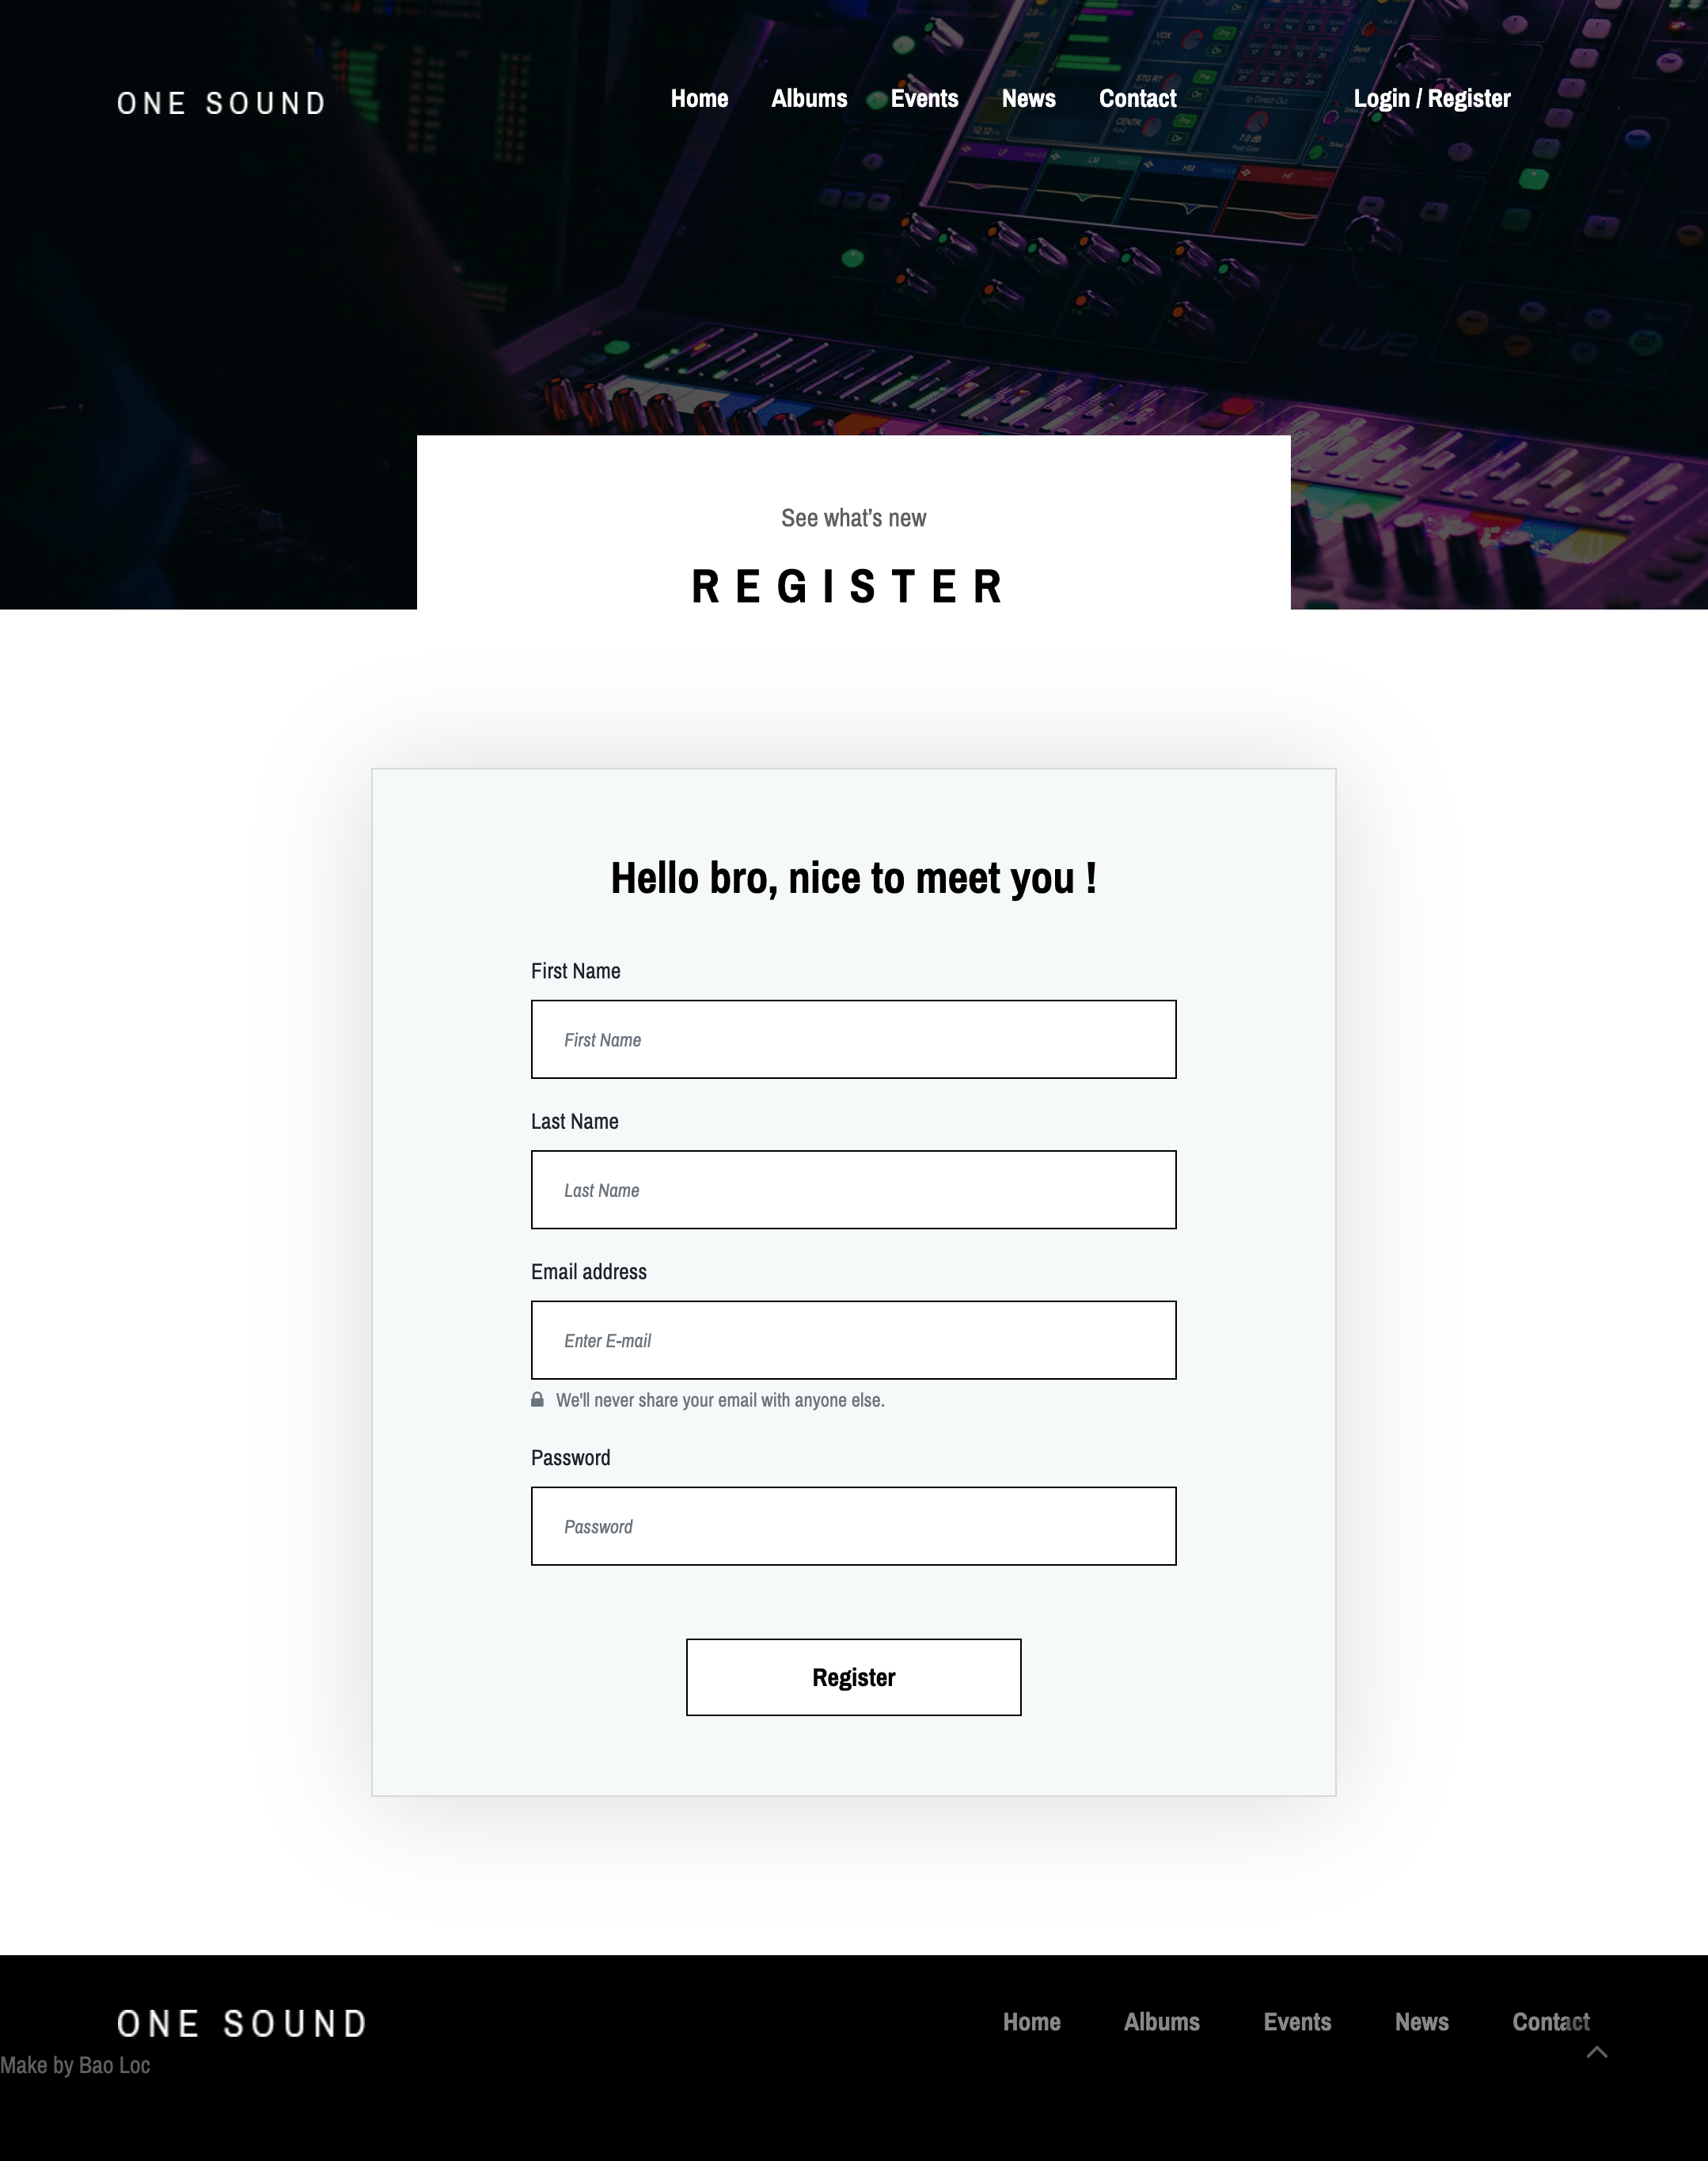 ONE SOUND
Home Albums Events News Contact Login / Register
LIVE
See what's new
REGISTER
Hello bro, nice to meet you !
First Name
First Name
Last Name
Last Name
Email address
Enter E-mail
We'll never share your email with anyone else.
Password
Password
Register
ONE SOUND
Home Albums Events News Contact
Make by Bao Loc